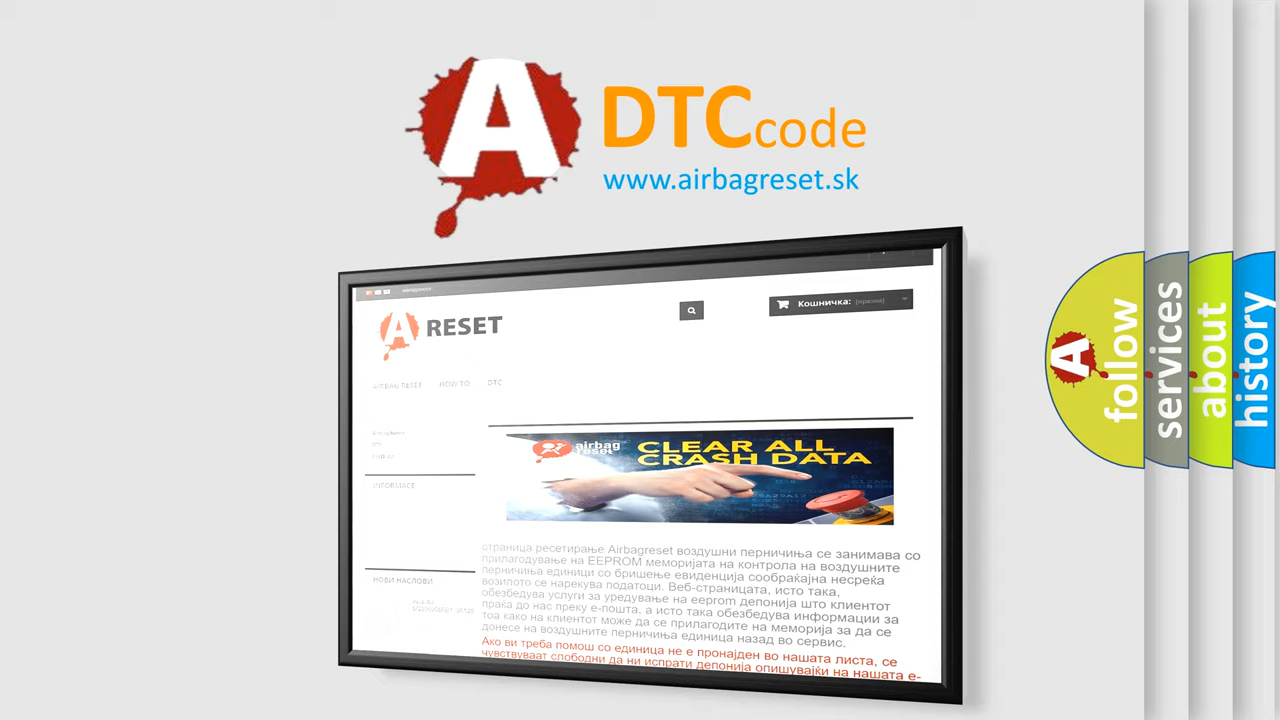 A
DTCcode
www.airbagreset.sk
A RESET
Кошничка: (празна)
AIRBAG RESET HOW TO DTC
airbag
reset
CLEAR ALL
CRASH DATA
INFORMACE
НОВИ НАСЛОВИ
страница ресетирање Airbagreset воздушни перничиња се занимава со
прилагодување на EEPROM меморијата на контрола на воздушните
перничиња единици со бришење евиденција сообраќајна несреќа
возилото се нарекува податоци. Веб-страницата, исто така,
обезбедува услуги за уредување на eeprom депонија што клиентот
праќа до нас преку е-пошта, а исто така обезбедува информации за
тоа како на клиентот може да се прилагодите на меморија за да се
донесе на воздушните перничиња единица назад во сервис.
Ако ви треба помош со единица не е пронајден во нашата листа, се
чувствуваат слободни да ни испрати депонија опишувајќи на нашата е-
A
follow
services
about
history